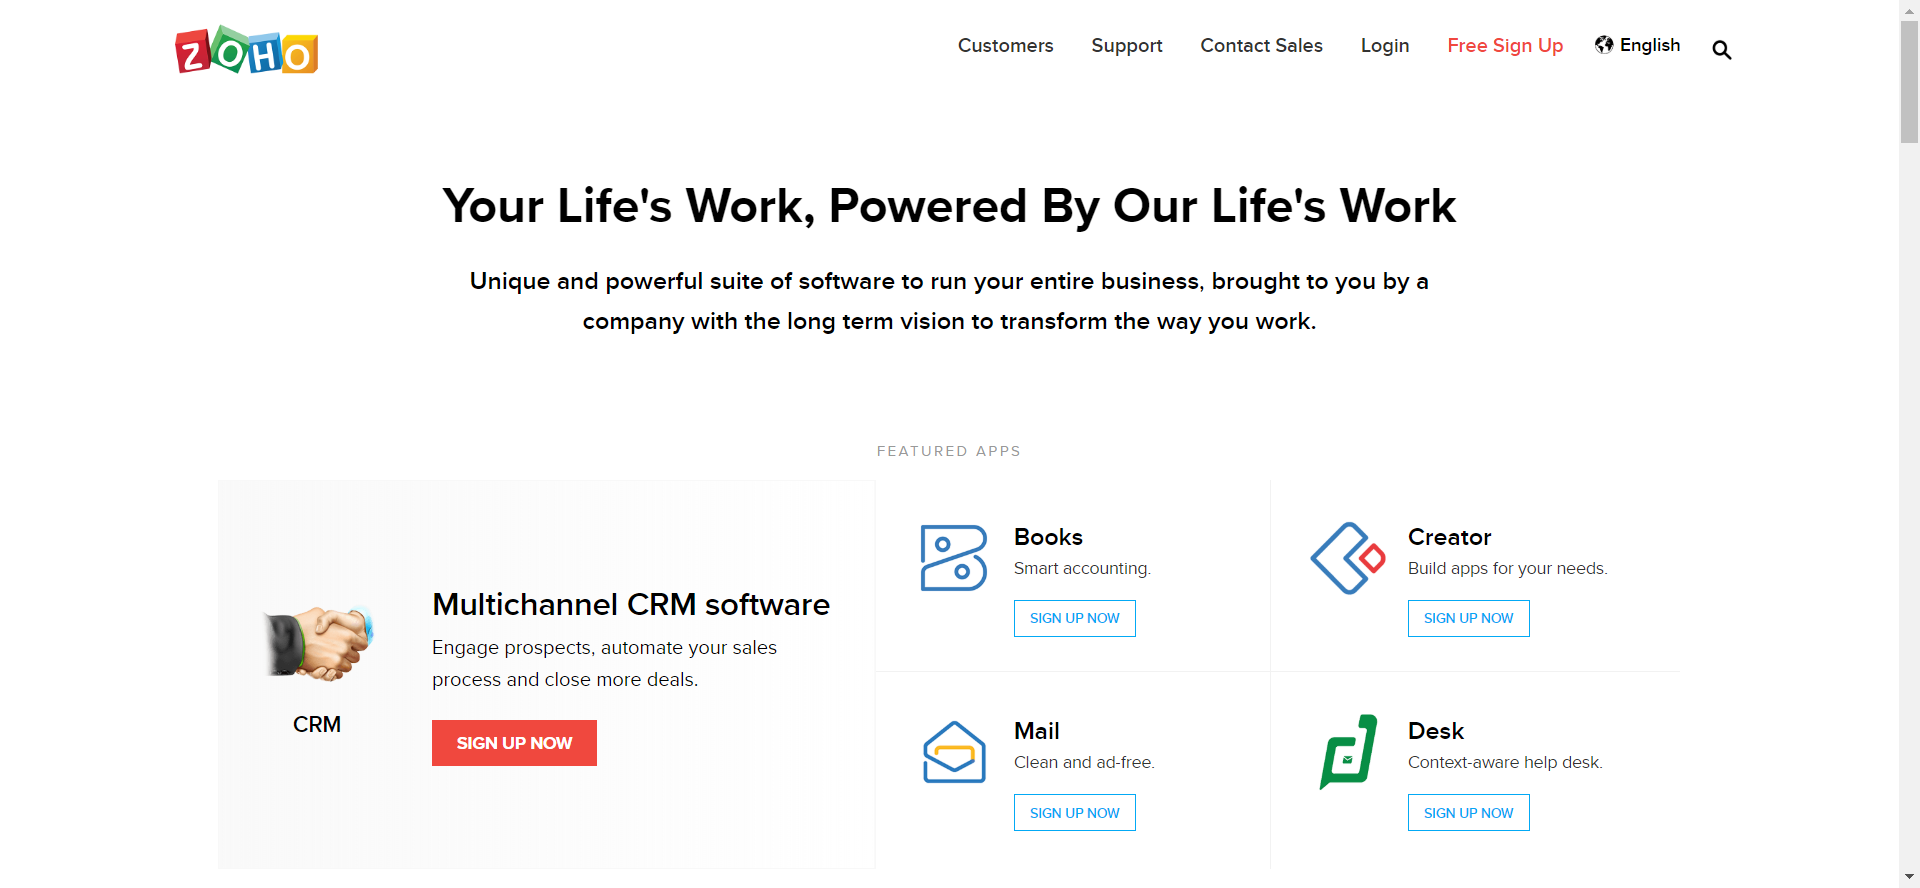 ZOHO
Customers
Support
Contact Sales
Login
Free Sign Up
English
Your Life's Work, Powered By Our Life's Work
Unique and powerful suite of software to run your entire business, brought to you by a
company with the long term vision to transform the way you work.
FEATURED APPS
CRM
Multichannel CRM software
Engage prospects, automate your sales
process and close more deals.
SIGN UP NOW
Books
Smart accounting.
SIGN UP NOW
Creator
Build apps for your needs.
SIGN UP NOW
Mail
Clean and ad-free.
SIGN UP NOW
Desk
Context-aware help desk.
SIGN UP NOW